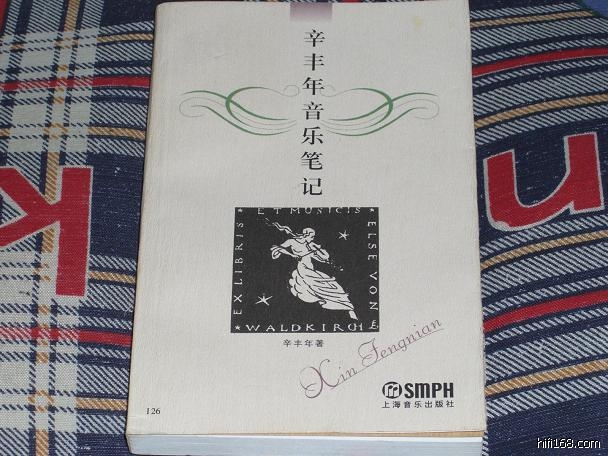 辛丰年音乐笔记
ET MUSICIS
EX LIBRIS
ELSE VON
WALDKIRCH
辛丰年著
Xin Fengnian
SMPH
上海音乐出版社
126
k
n
hifi168.com